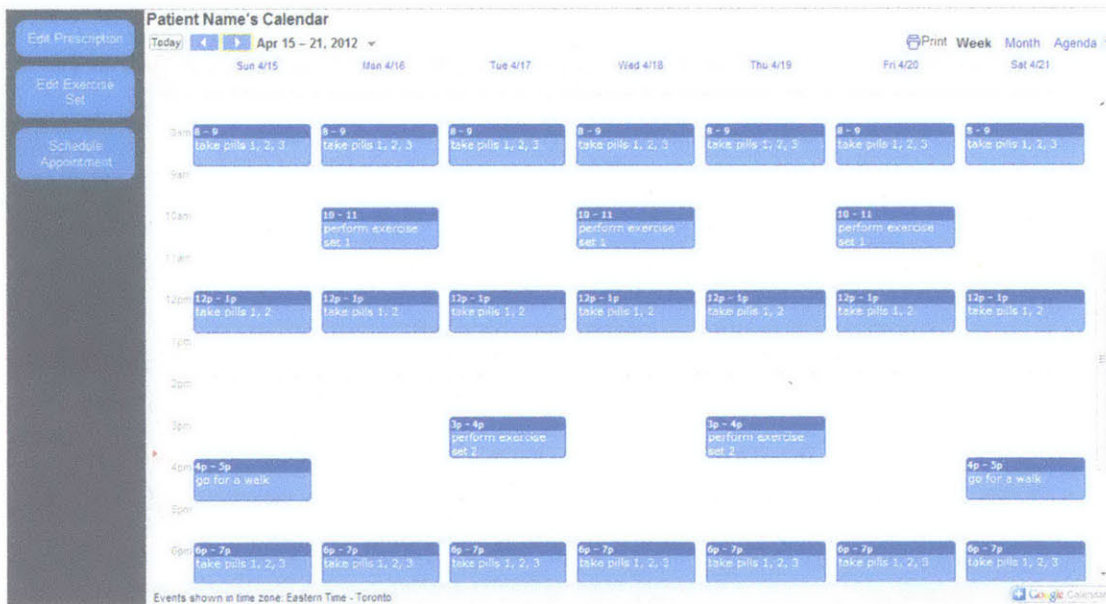 Patient Name's Calendar
Edit Prescription
Today Apr 15 – 21, 2012 Print Week Month Agenda
Sun 4/15 Mon 4/16 Tue 4/17 Wed 4/18 Thu 4/19 Fri 4/20 Sat 4/21
Edit Exercise
Set
Schedule
Appointment
8am 8 – 9 8 – 9 8 – 9 8 – 9 8 – 9 8 – 9 8 – 9
take pills 1, 2, 3 take pills 1, 2, 3 take pills 1, 2, 3 take pills 1, 2, 3 take pills 1, 2, 3 take pills 1, 2, 3 take pills 1, 2, 3
9am
10am 10 – 11 10 – 11 10 – 11
perform exercise perform exercise perform exercise
set 1 set 1 set 1
11am
12pm 12p – 1p 12p – 1p 12p – 1p 12p – 1p 12p – 1p 12p – 1p 12p – 1p
take pills 1, 2 take pills 1, 2 take pills 1, 2 take pills 1, 2 take pills 1, 2 take pills 1, 2 take pills 1, 2
1pm
2pm
3pm 3p – 4p 3p – 4p
perform exercise perform exercise
set 2 set 2
4pm 4p – 5p 4p – 5p
go for a walk go for a walk
5pm
6pm 6p – 7p 6p – 7p 6p – 7p 6p – 7p 6p – 7p 6p – 7p 6p – 7p
take pills 1, 2, 3 take pills 1, 2, 3 take pills 1, 2, 3 take pills 1, 2, 3 take pills 1, 2, 3 take pills 1, 2, 3 take pills 1, 2, 3
Events shown in time zone: Eastern Time - Toronto Google Calendar